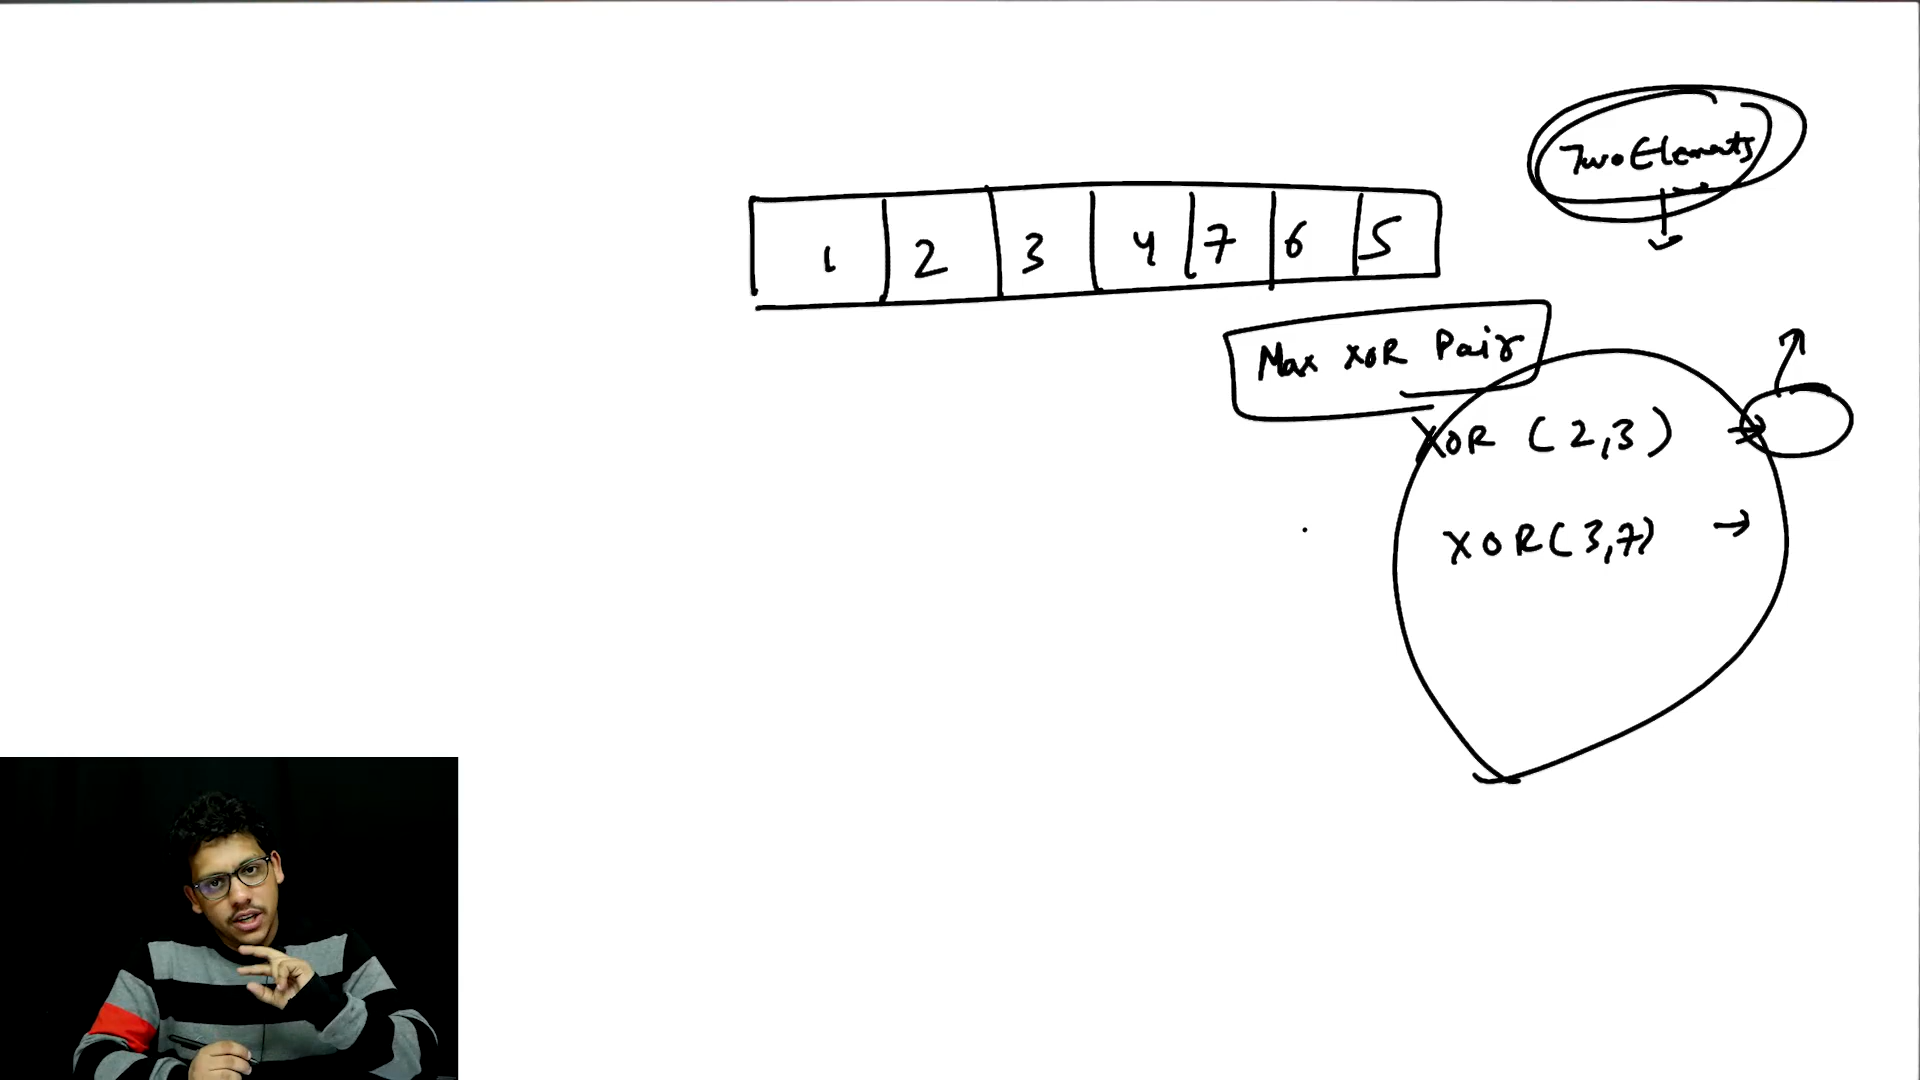 Two Elements
1 2 3 4 7 6 5
Max XOR Pair
XOR (2,3) →
XOR(3,7) →